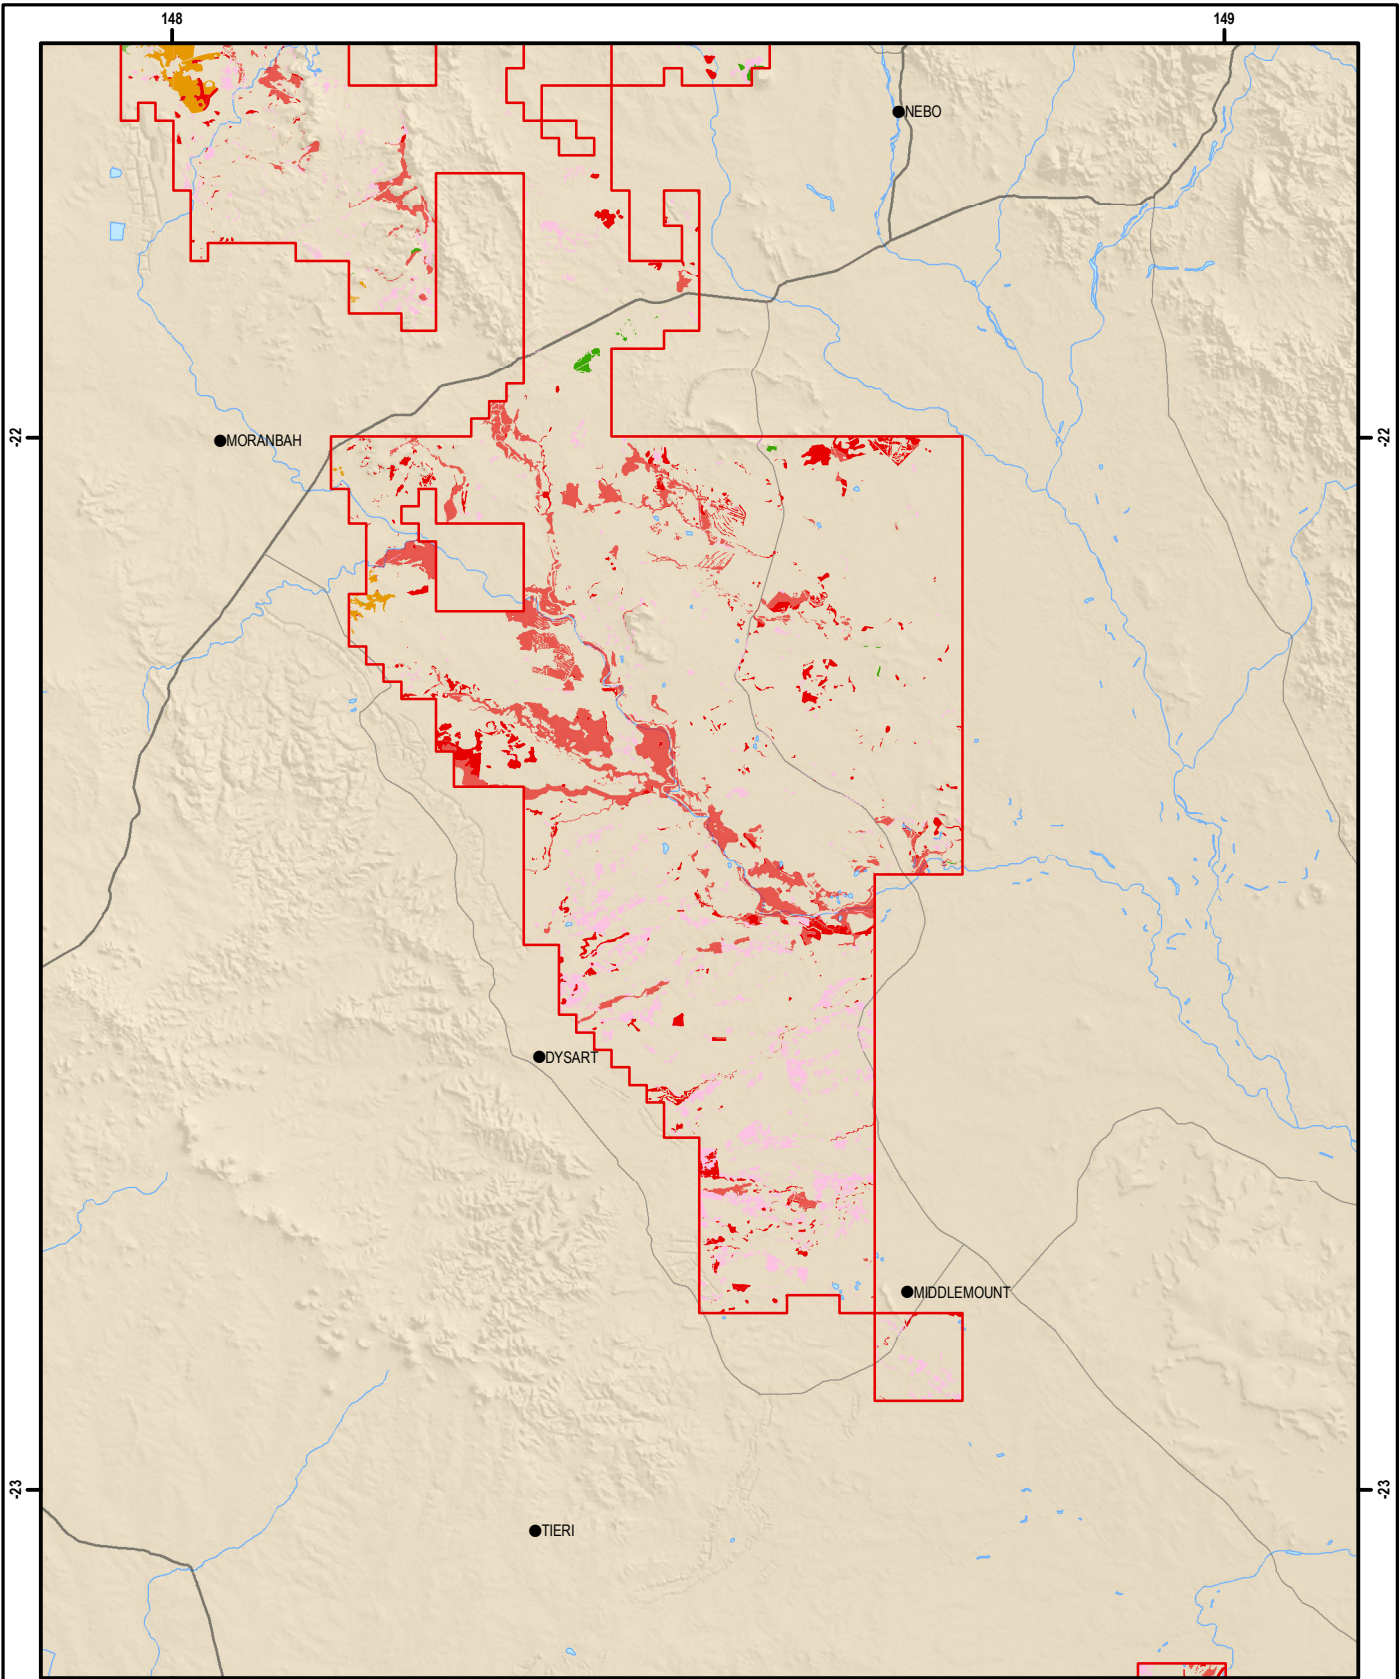 148 149
NEBO
-22 MORANBAH -22
DYSART
MIDDLEMOUNT
-23 -23
TIERI